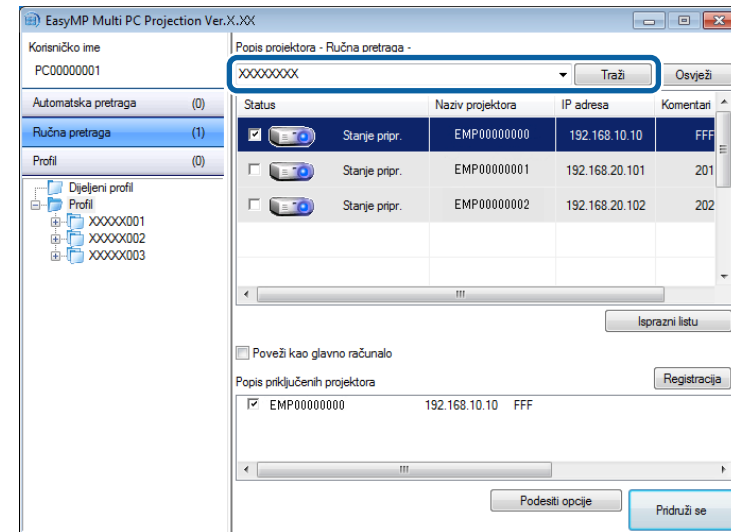 EasyMP Multi PC Projection Ver.X.XX
Korisničko ime
PC00000001
Popis projektora - Ručna pretraga -
XXXXXXXX
Traži
Osvježi
Automatska pretraga (0)
Ručna pretraga (1)
Profil (0)
Dijeljeni profil
Profil
XXXXX001
XXXXX002
XXXXX003
Status Naziv projektora IP adresa Komentari
Stanje pripr. EMP00000000 192.168.10.10 FFF
Stanje pripr. EMP00000001 192.168.20.101 201
Stanje pripr. EMP00000002 192.168.20.102 202
Isprazni listu
Poveži kao glavno računalo
Popis priključenih projektora
Registracija
EMP00000000 192.168.10.10 FFF
Podesiti opcije
Pridruži se